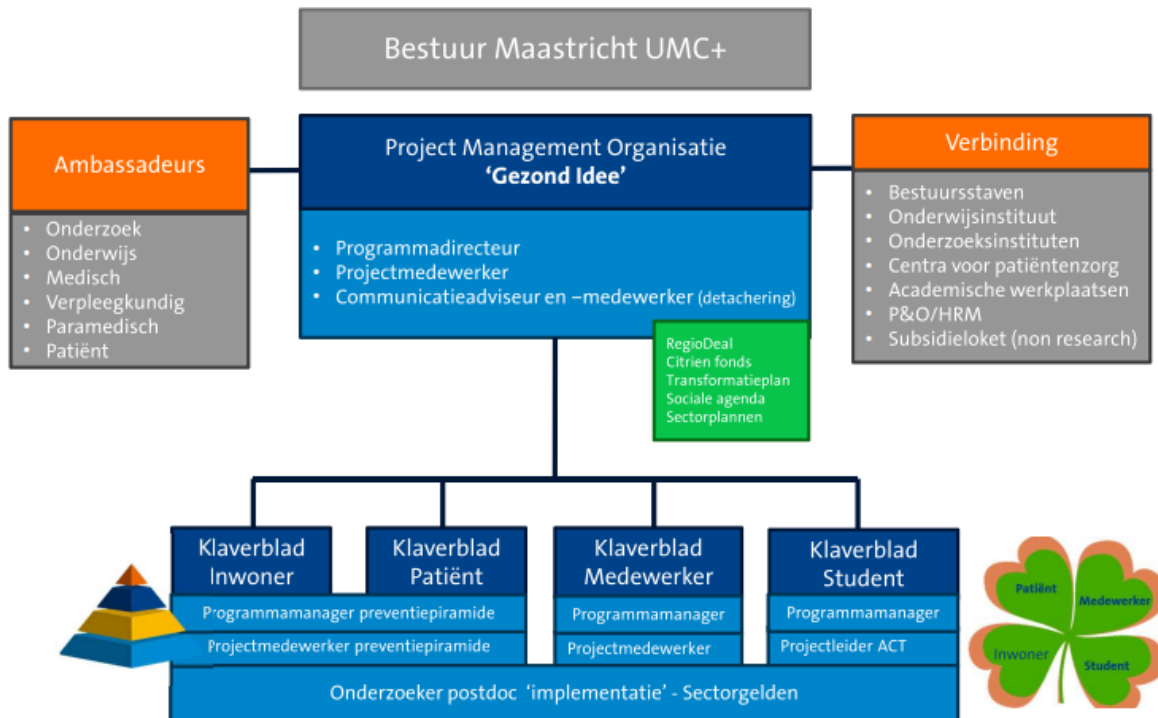 Bestuur Maastricht UMC+
Ambassadeurs
• Onderzoek
• Onderwijs
• Medisch
• Verpleegkundig
• Paramedisch
• Patiënt
Project Management Organisatie
‘Gezond Idee’
• Programmadirecteur
• Projectmedewerker
• Communicatieadviseur en –medewerker (detachering)
RegioDeal
Citrien fonds
Transformatieplan
Sociale agenda
Sectorplannen
Verbinding
• Bestuursstaven
• Onderwijsinstituut
• Onderzoeksinstituten
• Centra voor patiëntenzorg
• Academische werkplaatsen
• P&O/HRM
• Subsidieloket (non research)
Klaverblad
Inwoner
Klaverblad
Patiënt
Klaverblad
Medewerker
Klaverblad
Student
Programmamanager preventiepiramide
Programmamanager
Programmamanager
Projectmedewerker preventiepiramide
Projectmedewerker
Projectleider ACT
Onderzoeker postdoc ‘implementatie’ - Sectorgelden
Patiënt
Medewerker
Inwoner
Student